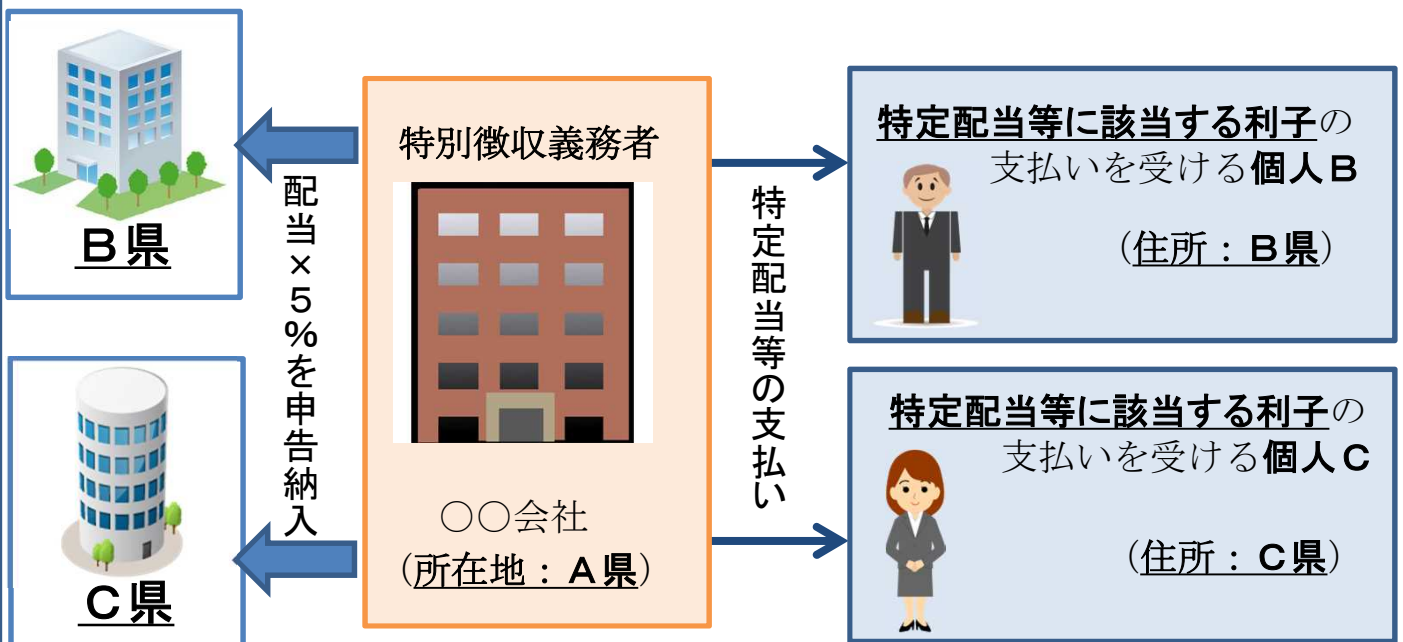 B県
C県
配当×5%を申告納入
特別徴収義務者
○○会社
(所在地：A県)
特定配当等の支払い
特定配当等に該当する利子の
支払いを受ける個人B
(住所：B県)
特定配当等に該当する利子の
支払いを受ける個人C
(住所：C県)